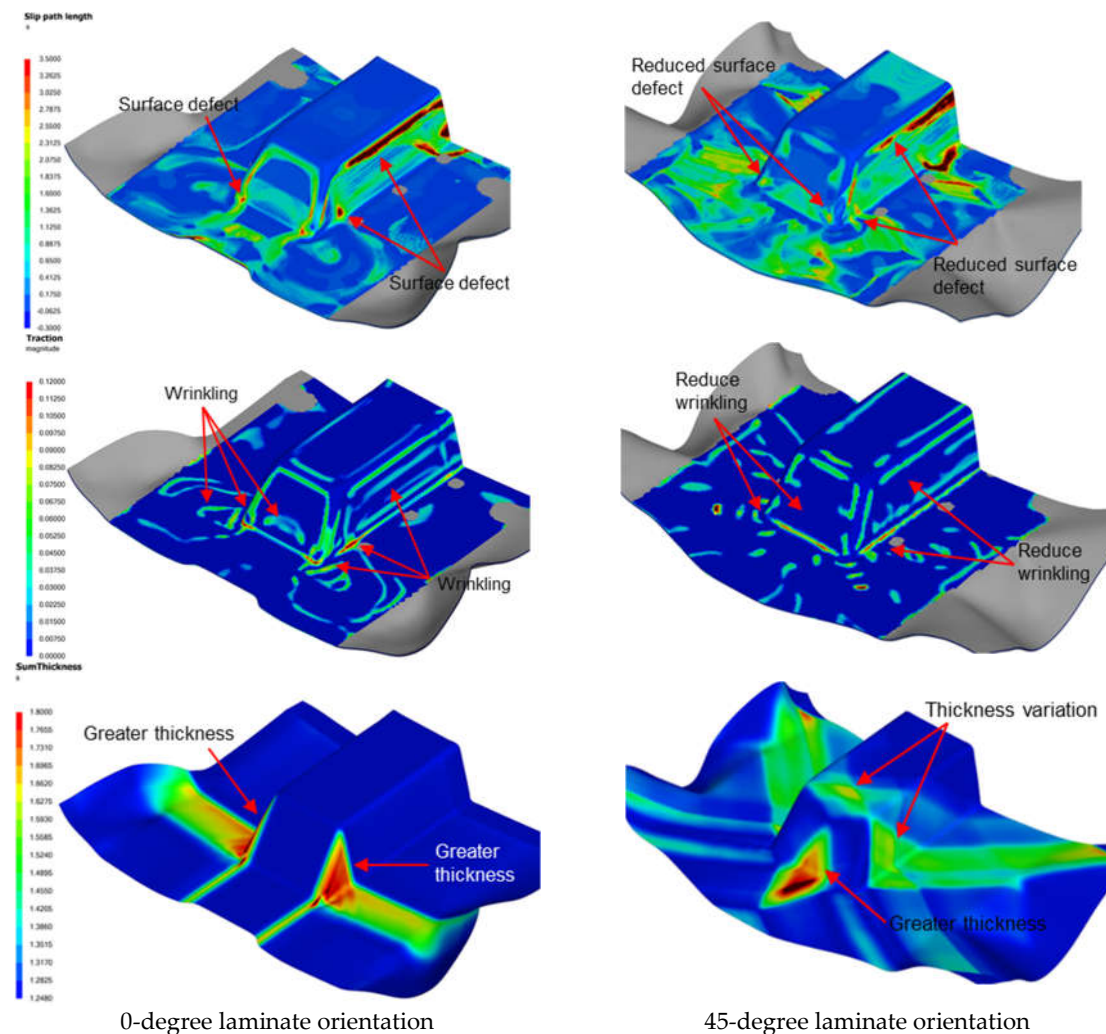 Slip path length
3.5000
3.2625
3.0250
2.7875
2.5500
2.3125
2.0750
1.8375
1.6000
1.3625
1.1250
0.8875
0.6500
0.4125
0.1750
-0.0625
-0.3000
Surface defect
Surface defect
Reduced surface
defect
Reduced surface
defect
Traction
magnitude
0.12000
0.11250
0.10500
0.09750
0.09000
0.08250
0.07500
0.06750
0.06000
0.05250
0.04500
0.03750
0.03000
0.02250
0.01500
0.00750
0.00000
Wrinkling
Wrinkling
Reduce
wrinkling
Reduce
wrinkling
SumThickness
1.8000
1.7655
1.7310
1.6965
1.6620
1.6275
1.5930
1.5585
1.5240
1.4895
1.4550
1.4205
1.3860
1.3515
1.3170
1.2825
1.2480
Greater thickness
Greater
thickness
Thickness variation
Greater thickness
0-degree laminate orientation
45-degree laminate orientation